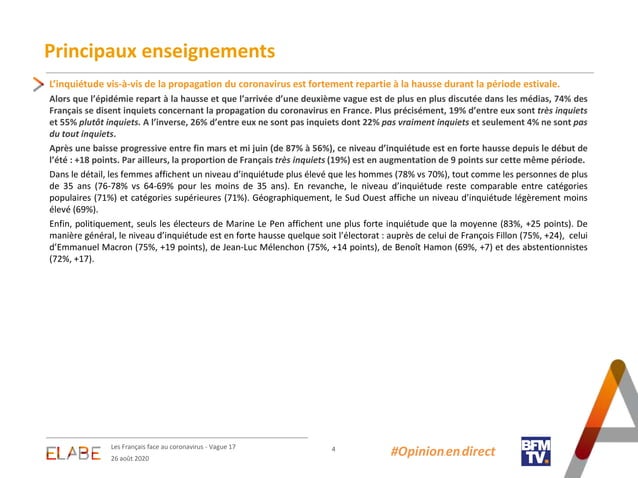 Principaux enseignements
L’inquiétude vis-à-vis de la propagation du coronavirus est fortement repartie à la hausse durant la période estivale.
Alors que l’épidémie repart à la hausse et que l’arrivée d’une deuxième vague est de plus en plus discutée dans les médias, 74% des
Français se disent inquiets concernant la propagation du coronavirus en France. Plus précisément, 19% d’entre eux sont très inquiets
et 55% plutôt inquiets. A l’inverse, 26% d’entre eux ne sont pas inquiets dont 22% pas vraiment inquiets et seulement 4% ne sont pas
du tout inquiets.
Après une baisse progressive entre fin mars et mi juin (de 87% à 56%), ce niveau d’inquiétude est en forte hausse depuis le début de
l’été : +18 points. Par ailleurs, la proportion de Français très inquiets (19%) est en augmentation de 9 points sur cette même période.
Dans le détail, les femmes affichent un niveau d’inquiétude plus élevé que les hommes (78% vs 70%), tout comme les personnes de plus
de 35 ans (76-78% vs 64-69% pour les moins de 35 ans). En revanche, le niveau d’inquiétude reste comparable entre catégories
populaires (71%) et catégories supérieures (71%). Géographiquement, le Sud Ouest affiche un niveau d’inquiétude légèrement moins
élevé (69%).
Enfin, politiquement, seuls les électeurs de Marine Le Pen affichent une plus forte inquiétude que la moyenne (83%, +25 points). De
manière général, le niveau d’inquiétude est en forte hausse quelque soit l’électorat : auprès de celui de François Fillon (75%, +24), celui
d’Emmanuel Macron (75%, +19 points), de Jean-Luc Mélenchon (75%, +14 points), de Benoît Hamon (69%, +7) et des abstentionnistes
(72%, +17).
ELABE
Les Français face au coronavirus - Vague 17
26 août 2020
4
#Opinion en direct
BFM
TV.